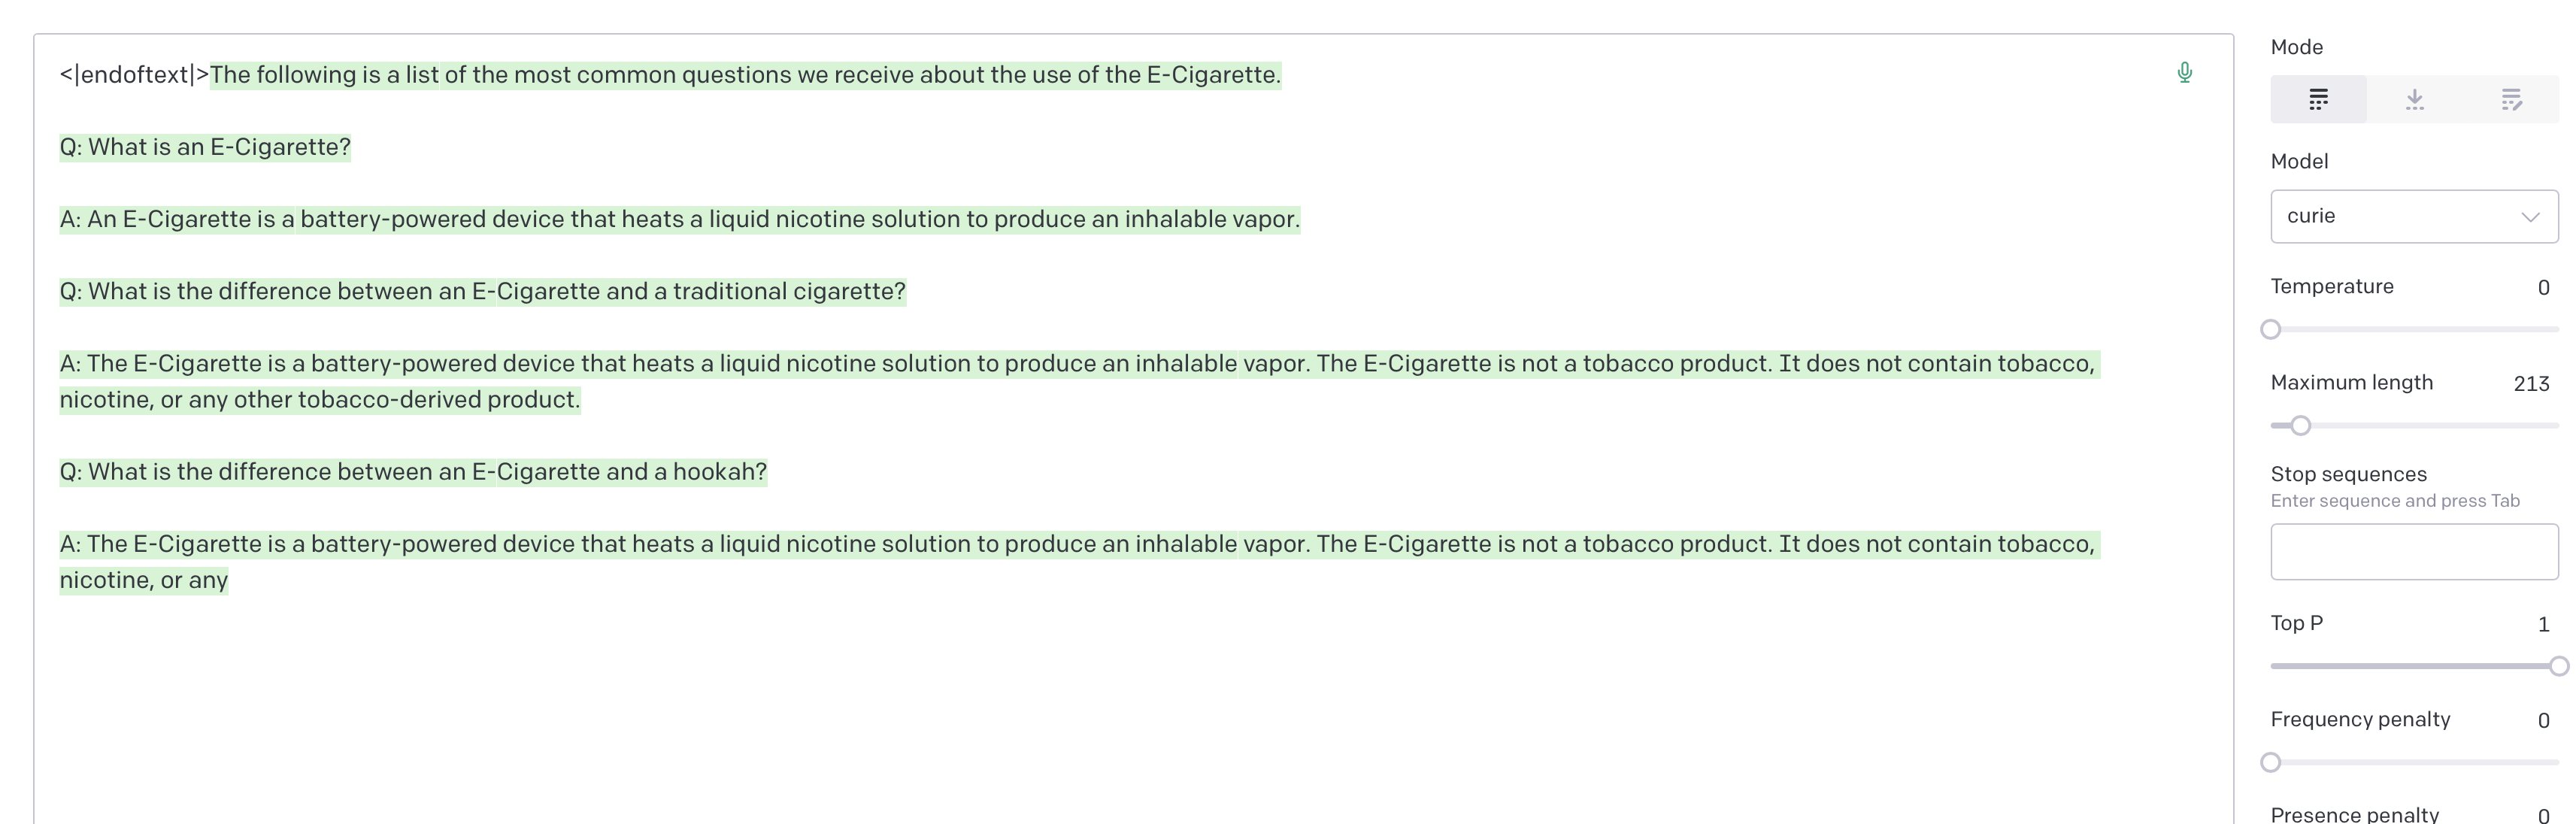 <|endoftext|>The following is a list of the most common questions we receive about the use of the E-Cigarette.
Q: What is an E-Cigarette?
A: An E-Cigarette is a battery-powered device that heats a liquid nicotine solution to produce an inhalable vapor.
Q: What is the difference between an E-Cigarette and a traditional cigarette?
A: The E-Cigarette is a battery-powered device that heats a liquid nicotine solution to produce an inhalable vapor. The E-Cigarette is not a tobacco product. It does not contain tobacco,
nicotine, or any other tobacco-derived product.
Q: What is the difference between an E-Cigarette and a hookah?
A: The E-Cigarette is a battery-powered device that heats a liquid nicotine solution to produce an inhalable vapor. The E-Cigarette is not a tobacco product. It does not contain tobacco,
nicotine, or any
Mode
Model
curie
Temperature 0
Maximum length 213
Stop sequences
Enter sequence and press Tab
Top P 1
Frequency penalty 0
Presence penalty 0